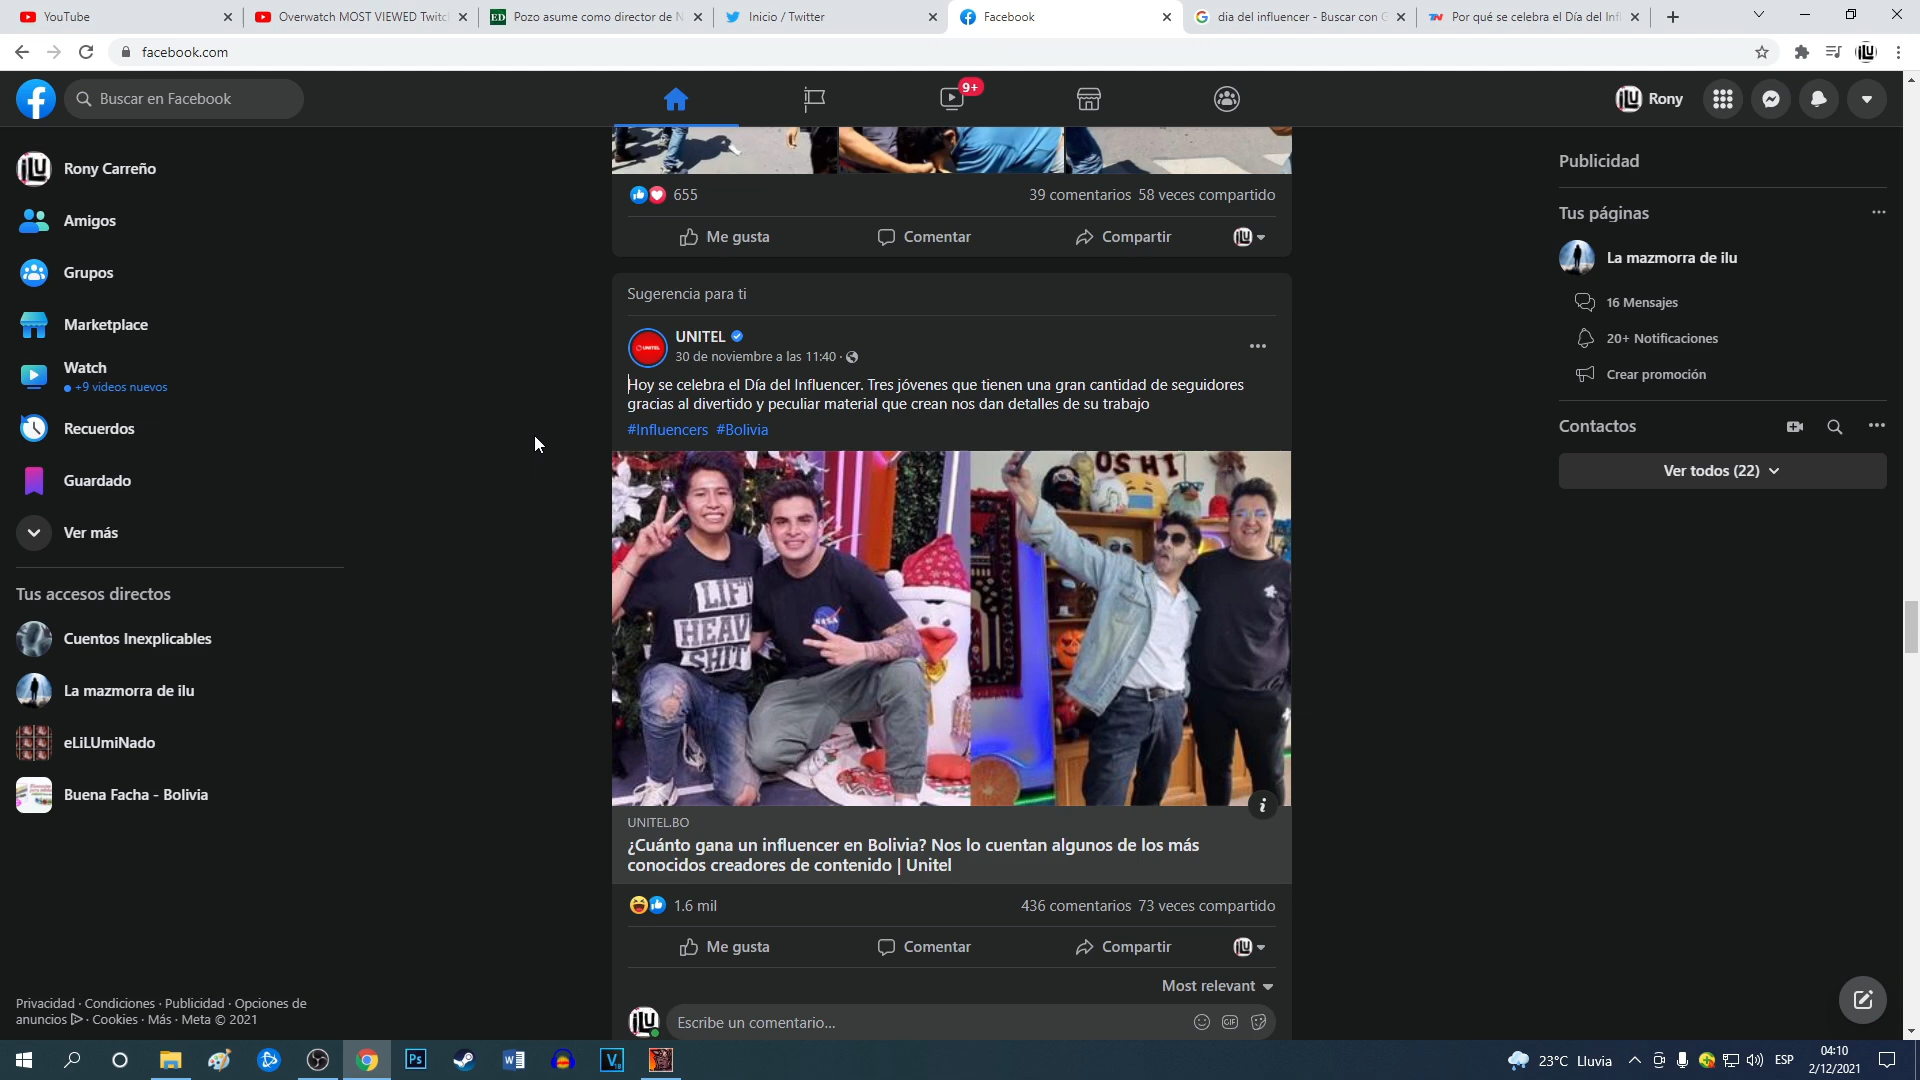 YouTube
Overwatch MOST VIEWED Twitc
Pozo asume como director de N
Inicio / Twitter
Facebook
dia del influencer - Buscar con G
Por qué se celebra el Día del Infl
facebook.com
Buscar en Facebook
9+
Rony
Rony Carreño
Amigos
Grupos
Marketplace
Watch
+9 videos nuevos
Recuerdos
Guardado
Ver más
Tus accesos directos
Cuentos Inexplicables
La mazmorra de ilu
eLiLUmiNado
Buena Facha - Bolivia
Privacidad · Condiciones · Publicidad · Opciones de
anuncios · Cookies · Más · Meta © 2021
655
39 comentarios 58 veces compartido
Me gusta
Comentar
Compartir
Sugerencia para ti
UNITEL
30 de noviembre a las 11:40 ·
Hoy se celebra el Día del Influencer. Tres jóvenes que tienen una gran cantidad de seguidores
gracias al divertido y peculiar material que crean nos dan detalles de su trabajo
#Influencers #Bolivia
LIFT
HEAV
SHIT
NASA
OSHI
UNITEL.BO
¿Cuánto gana un influencer en Bolivia? Nos lo cuentan algunos de los más
conocidos creadores de contenido | Unitel
1.6 mil
436 comentarios 73 veces compartido
Me gusta
Comentar
Compartir
Most relevant
Escribe un comentario...
GIF
Publicidad
Tus páginas
La mazmorra de ilu
16 Mensajes
20+ Notificaciones
Crear promoción
Contactos
Ver todos (22)
23°C Lluvia
ESP
04:10
2/12/2021